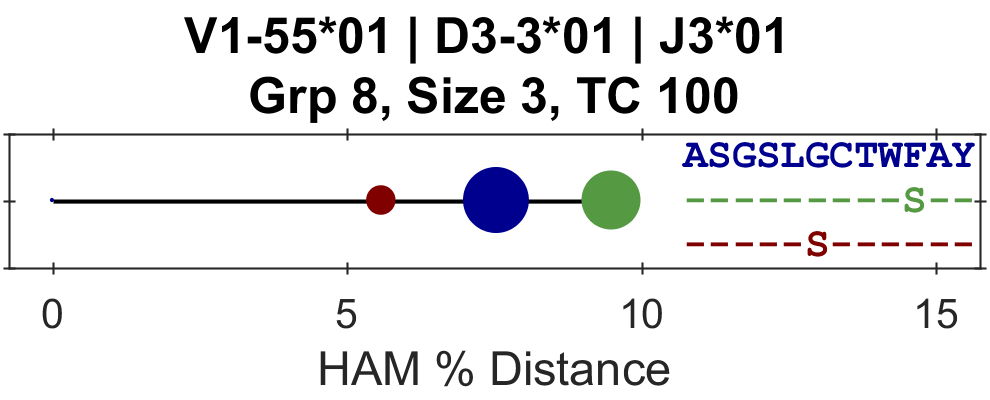 V1-55*01 | D3-3*01 | J3*01
Grp 8, Size 3, TC 100
ASGSLGCTWFAY
---------S--
-----S------
0 5 10 15
HAM % Distance